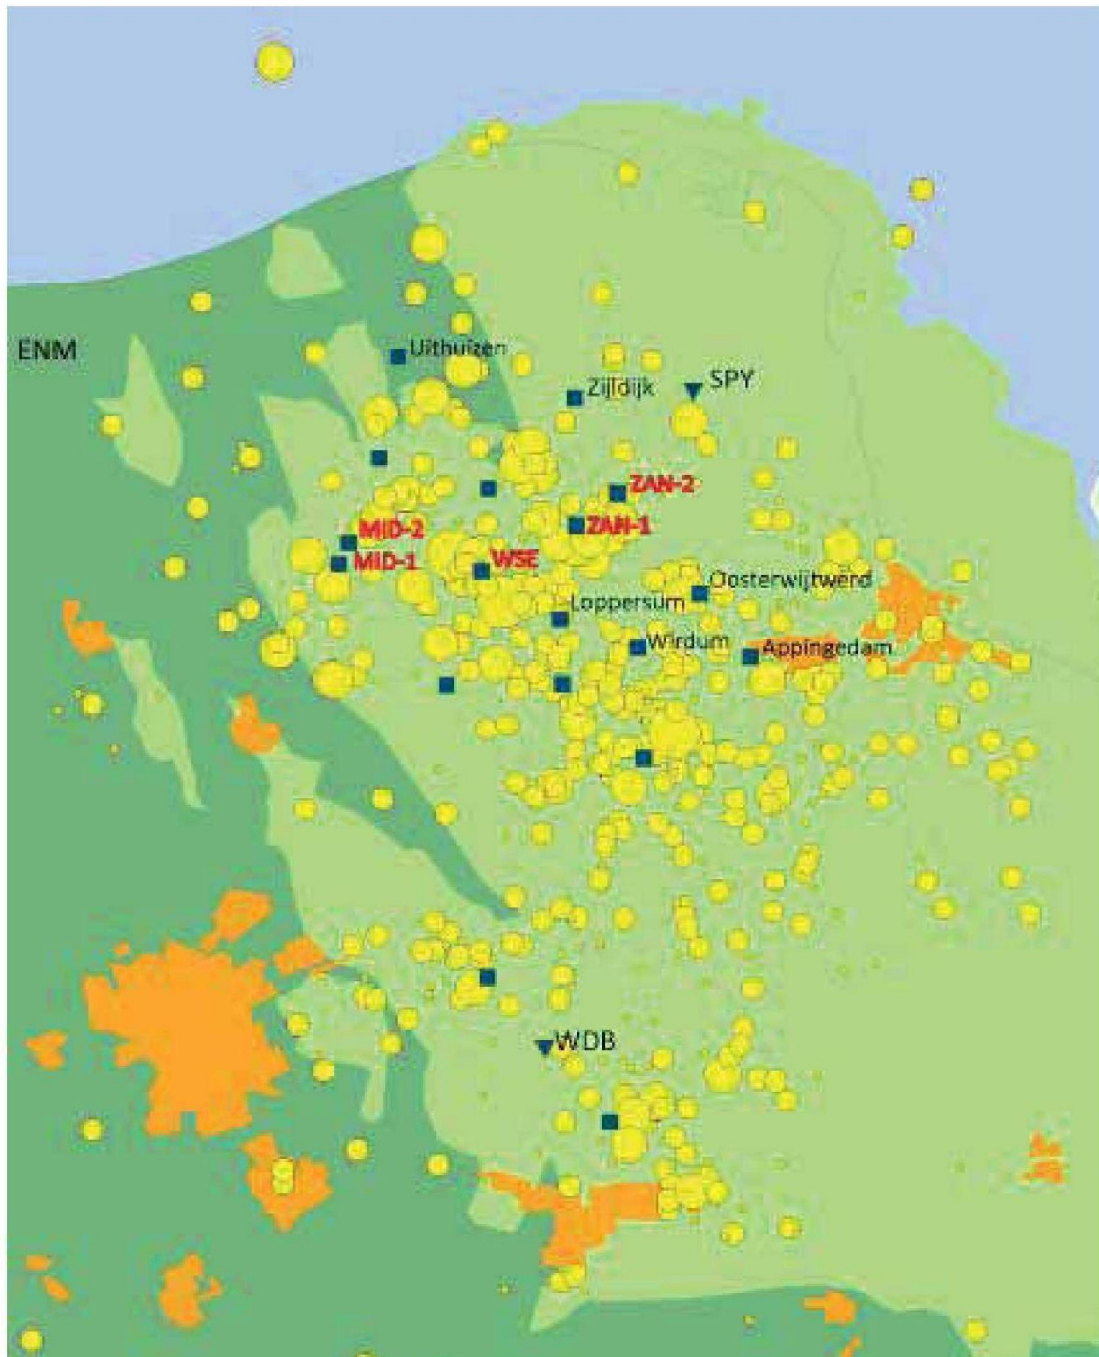 ENM
Uithuizen
Zijldijk
SPY
ZAN-2
MID-2
ZAN-1
MID-1
WSE
Oosterwijtwerd
Loppersum
Wirdum
Appingedam
WDB